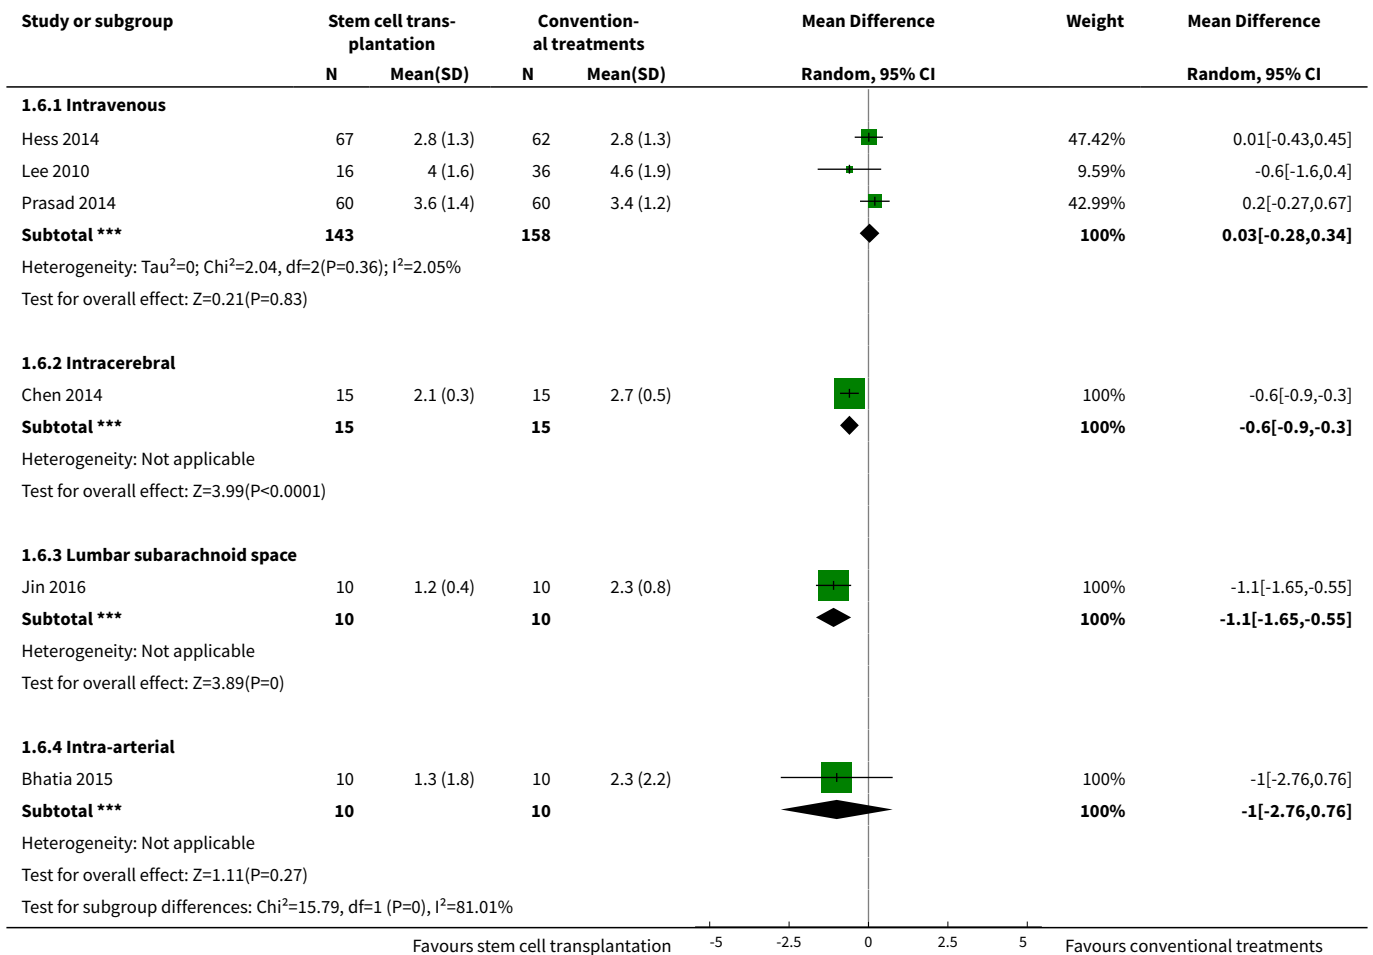 Study or subgroup Stem cell trans- Convention- Mean Difference Weight Mean Difference
plantation al treatments
N Mean(SD) N Mean(SD) Random, 95% CI Random, 95% CI
1.6.1 Intravenous
Hess 2014 67 2.8 (1.3) 62 2.8 (1.3) 47.42% 0.01[-0.43,0.45]
Lee 2010 16 4 (1.6) 36 4.6 (1.9) 9.59% -0.6[-1.6,0.4]
Prasad 2014 60 3.6 (1.4) 60 3.4 (1.2) 42.99% 0.2[-0.27,0.67]
Subtotal *** 143 158 100% 0.03[-0.28,0.34]
Heterogeneity: Tau²=0; Chi²=2.04, df=2(P=0.36); I²=2.05%
Test for overall effect: Z=0.21(P=0.83)
1.6.2 Intracerebral
Chen 2014 15 2.1 (0.3) 15 2.7 (0.5) 100% -0.6[-0.9,-0.3]
Subtotal *** 15 15 100% -0.6[-0.9,-0.3]
Heterogeneity: Not applicable
Test for overall effect: Z=3.99(P<0.0001)
1.6.3 Lumbar subarachnoid space
Jin 2016 10 1.2 (0.4) 10 2.3 (0.8) 100% -1.1[-1.65,-0.55]
Subtotal *** 10 10 100% -1.1[-1.65,-0.55]
Heterogeneity: Not applicable
Test for overall effect: Z=3.89(P=0)
1.6.4 Intra-arterial
Bhatia 2015 10 1.3 (1.8) 10 2.3 (2.2) 100% -1[-2.76,0.76]
Subtotal *** 10 10 100% -1[-2.76,0.76]
Heterogeneity: Not applicable
Test for overall effect: Z=1.11(P=0.27)
Test for subgroup differences: Chi²=15.79, df=1 (P=0), I²=81.01%
Favours stem cell transplantation -5 -2.5 0 2.5 5 Favours conventional treatments